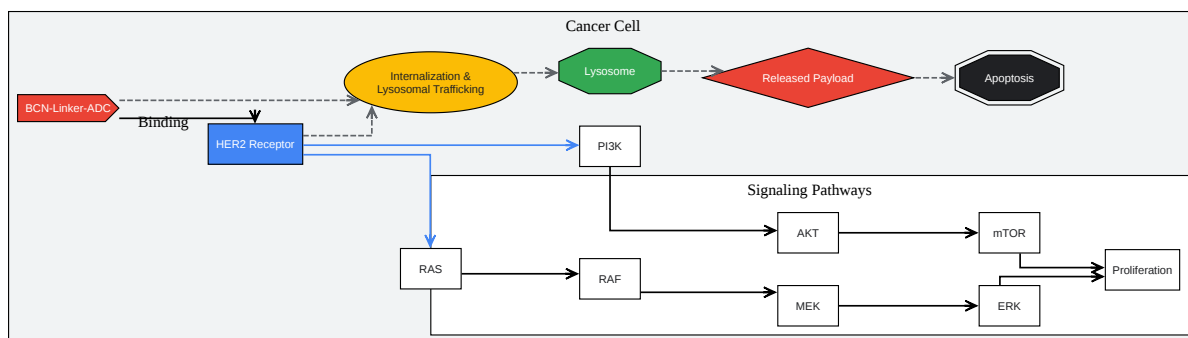 Cancer Cell
Internalization &
Lysosomal Trafficking
Lysosome
Released Payload
Apoptosis
BCN-Linker-ADC
Binding
HER2 Receptor
PI3K
Signaling Pathways
AKT
mTOR
RAS
RAF
Proliferation
MEK
ERK